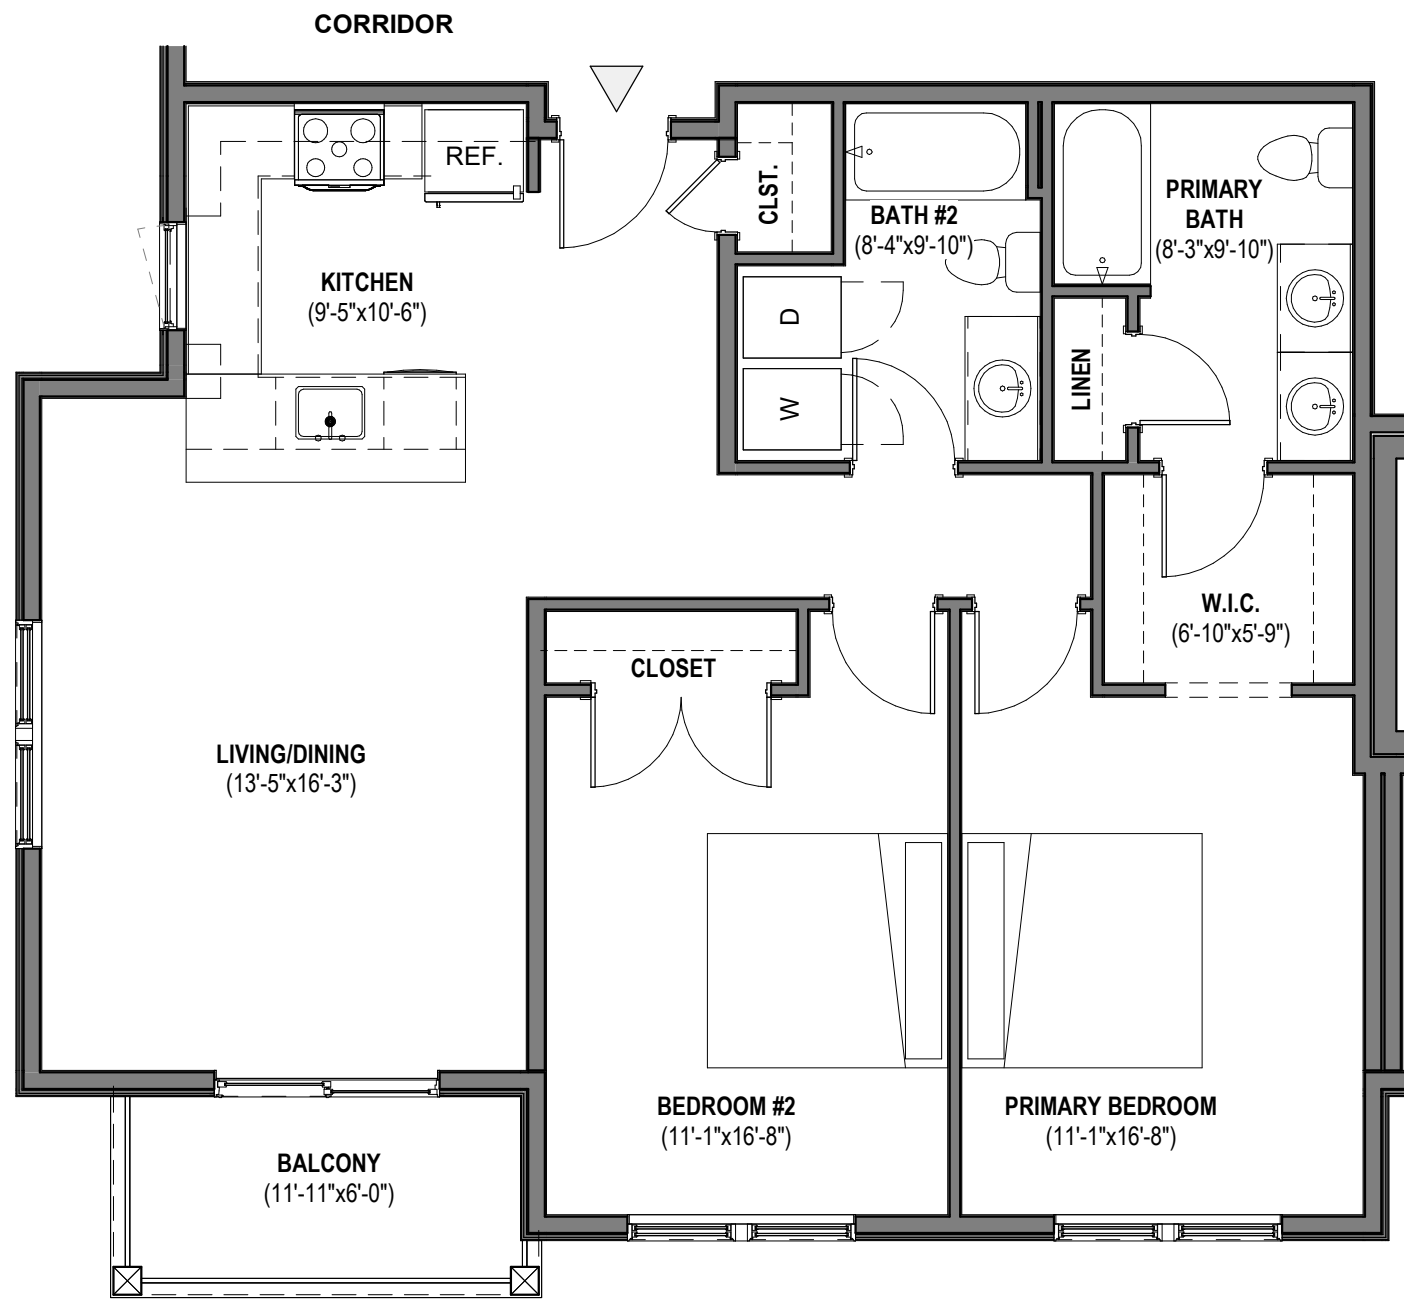 CORRIDOR
REF.
CLST.
BATH #2
(8'-4"x9'-10")
PRIMARY
BATH
(8'-3"x9'-10")
KITCHEN
(9'-5"x10'-6")
D
W
LINEN
W.I.C.
(6'-10"x5'-9")
CLOSET
LIVING/DINING
(13'-5"x16'-3")
BEDROOM #2
(11'-1"x16'-8")
PRIMARY BEDROOM
(11'-1"x16'-8")
BALCONY
(11'-11"x6'-0")